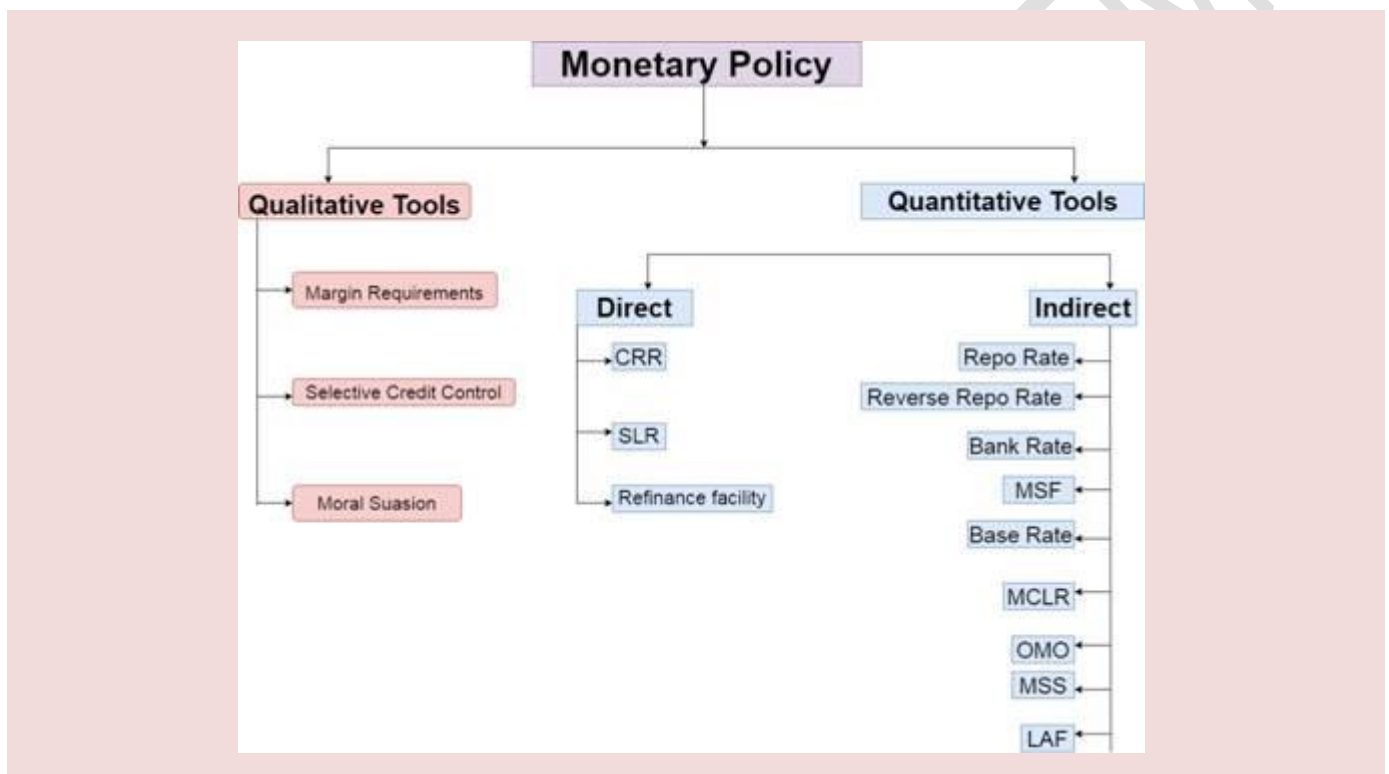 Monetary Policy
Qualitative Tools
Margin Requirements
Selective Credit Control
Moral Suasion
Quantitative Tools
Direct
CRR
SLR
Refinance facility
Indirect
Repo Rate
Reverse Repo Rate
Bank Rate
MSF
Base Rate
MCLR
OMO
MSS
LAF